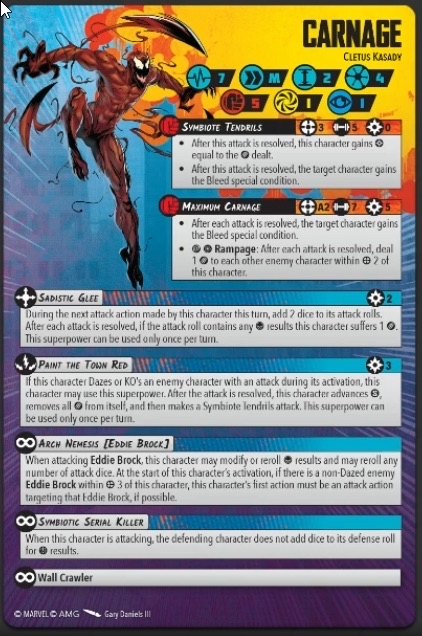 CARNAGE
CLETUS KASADY
7 M 2 4
5 1 1
SYMBIOTE TENDRILS 3 5 0
• After this attack is resolved, this character gains
equal to the dealt.
• After this attack is resolved, the target character gains
the Bleed special condition.
MAXIMUM CARNAGE A2 7 5
• After each attack is resolved, the target character gains
the Bleed special condition.
• Rampage: After each attack is resolved, deal
1 to each other enemy character within 2 of
this character.
SADISTIC GLEE 2
During the next attack action made by this character this turn, add 2 dice to its attack rolls.
After each attack is resolved, if the attack roll contains any results this character suffers 1 .
This superpower can be used only once per turn.
PAINT THE TOWN RED 3
If this character Dazes or KO's an enemy character with an attack during its activation, this
character may use this superpower. After the attack is resolved, this character advances S,
removes all from itself, and then makes a Symbiote Tendrils attack. This superpower can
be used only once per turn.
ARCH NEMESIS [EDDIE BROCK]
When attacking Eddie Brock, this character may modify or reroll results and may reroll any
number of attack dice. At the start of this character's activation, if there is a non-Dazed enemy
Eddie Brock within 3 of this character, this character's first action must be an attack action
targeting that Eddie Brock, if possible.
SYMBIOTIC SERIAL KILLER
When this character is attacking, the defending character does not add dice to its defense roll
for results.
Wall Crawler
© MARVEL © AMG Gary Daniels III